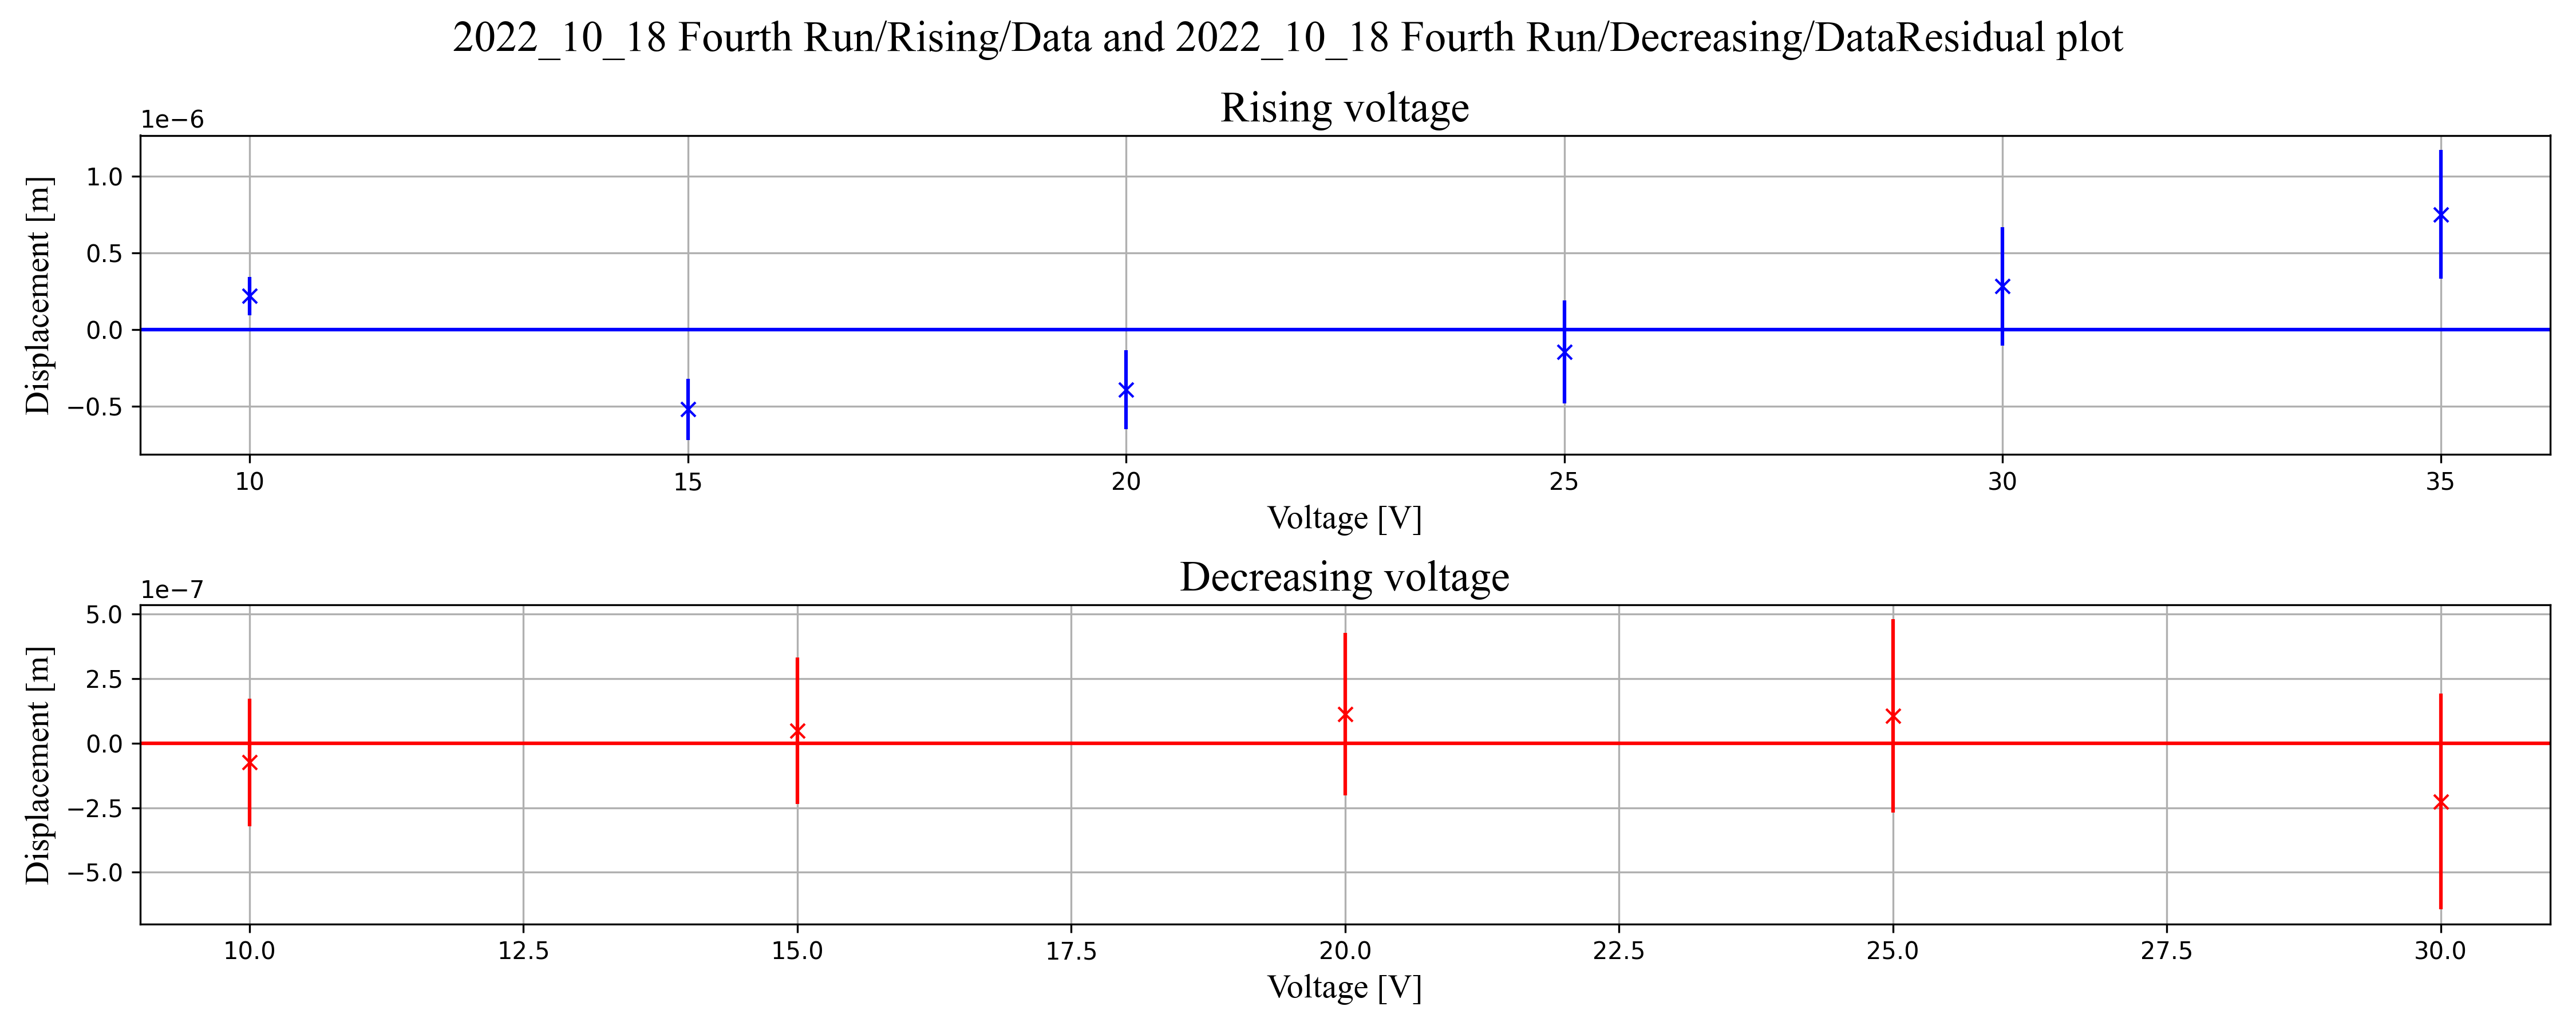 2022_10_18 Fourth Run/Rising/Data and 2022_10_18 Fourth Run/Decreasing/DataResidual plot
Rising voltage
1e−6
Displacement [m]
1.0
0.5
0.0
−0.5
10 15 20 25 30 35
Voltage [V]
Decreasing voltage
1e−7
Displacement [m]
5.0
2.5
0.0
−2.5
−5.0
10.0 12.5 15.0 17.5 20.0 22.5 25.0 27.5 30.0
Voltage [V]